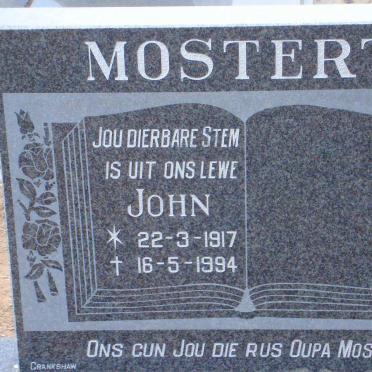 MOSTERT
JOU DIERBARE STEM
IS UIT ONS LEWE
JOHN
* 22-3-1917
† 16-5-1994
ONS GUN JOU DIE RUS OUPA MOS
CRANKSHAW